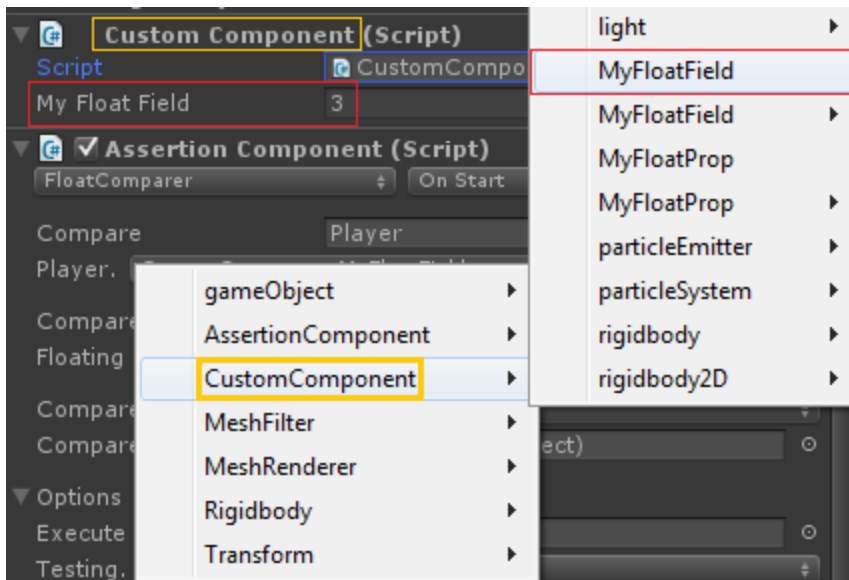 Custom Component (Script)
Script
CustomCompo
My Float Field
3
Assertion Component (Script)
FloatComparer
On Start
Compare
Player
Player.
Compare
Floating
Compare
Compare
ect)
Options
Execute
Testing.
gameObject
AssertionComponent
CustomComponent
MeshFilter
MeshRenderer
Rigidbody
Transform
light
MyFloatField
MyFloatField
MyFloatProp
MyFloatProp
particleEmitter
particleSystem
rigidbody
rigidbody2D